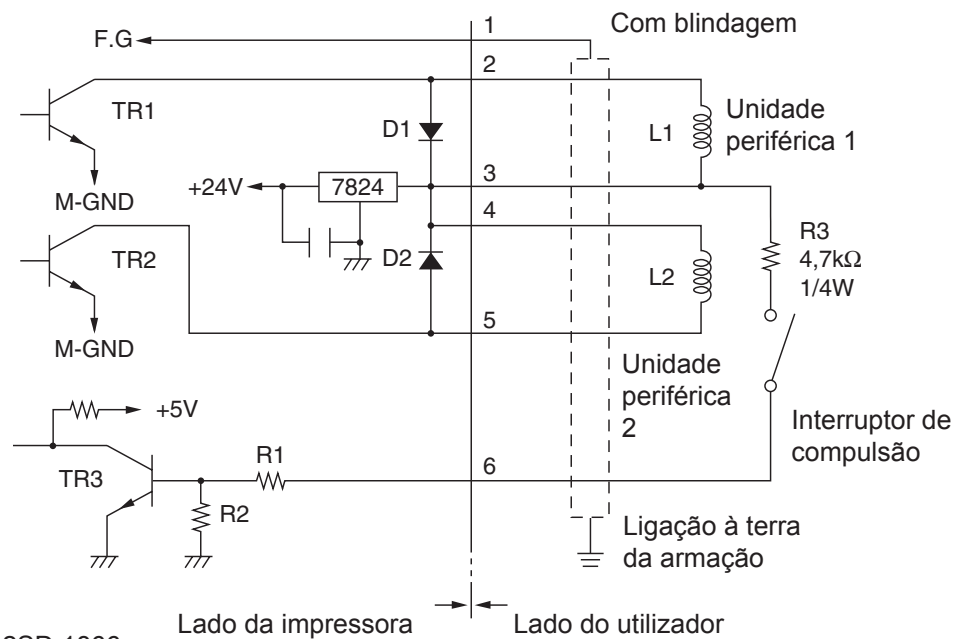 F.G
1
Com blindagem
2
TR1
D1
L1
Unidade
periférica 1
M-GND
+24V
7824
3
4
TR2
D2
L2
R3
4,7kΩ
1/4W
M-GND
5
Unidade
periférica
2
+5V
Interruptor de
compulsão
TR3
R1
6
R2
Ligação à terra
da armação
Lado da impressora
Lado do utilizador